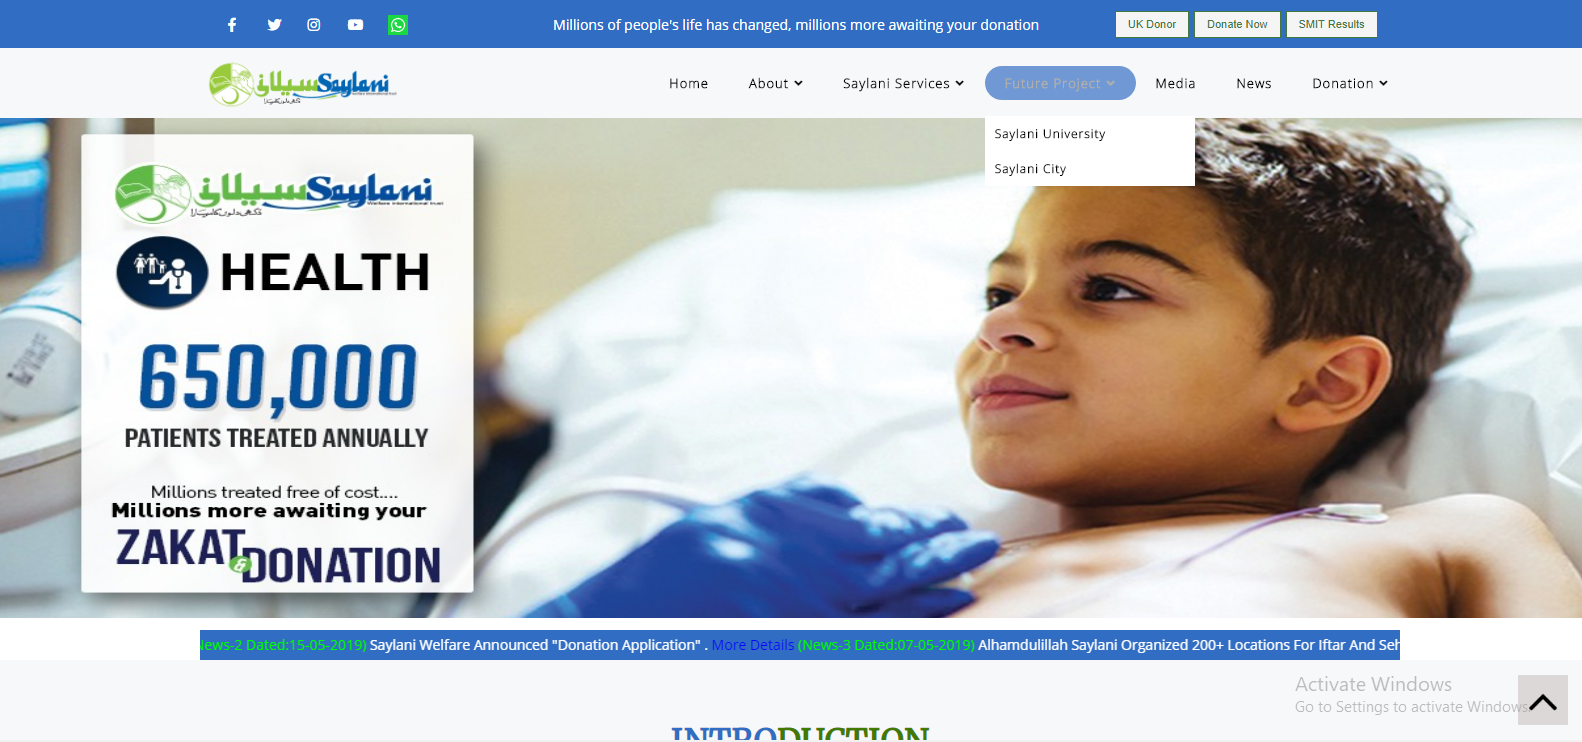 Millions of people's life has changed, millions more awaiting your donation
UK Donor
Donate Now
SMIT Results
سیلانی Saylani
Home
About
Saylani Services
Future Project
Media
News
Donation
Saylani University
Saylani City
سیلانی Saylani
Welfare international trust
HEALTH
650,000
PATIENTS TREATED ANNUALLY
Millions treated free of cost....
Millions more awaiting your
ZAKAT & DONATION
News-2 Dated:15-05-2019) Saylani Welfare Announced "Donation Application" . More Details (News-3 Dated:07-05-2019) Alhamdulillah Saylani Organized 200+ Locations For Iftar And Seh
Activate Windows
Go to Settings to activate Windows
INTRODUCTION